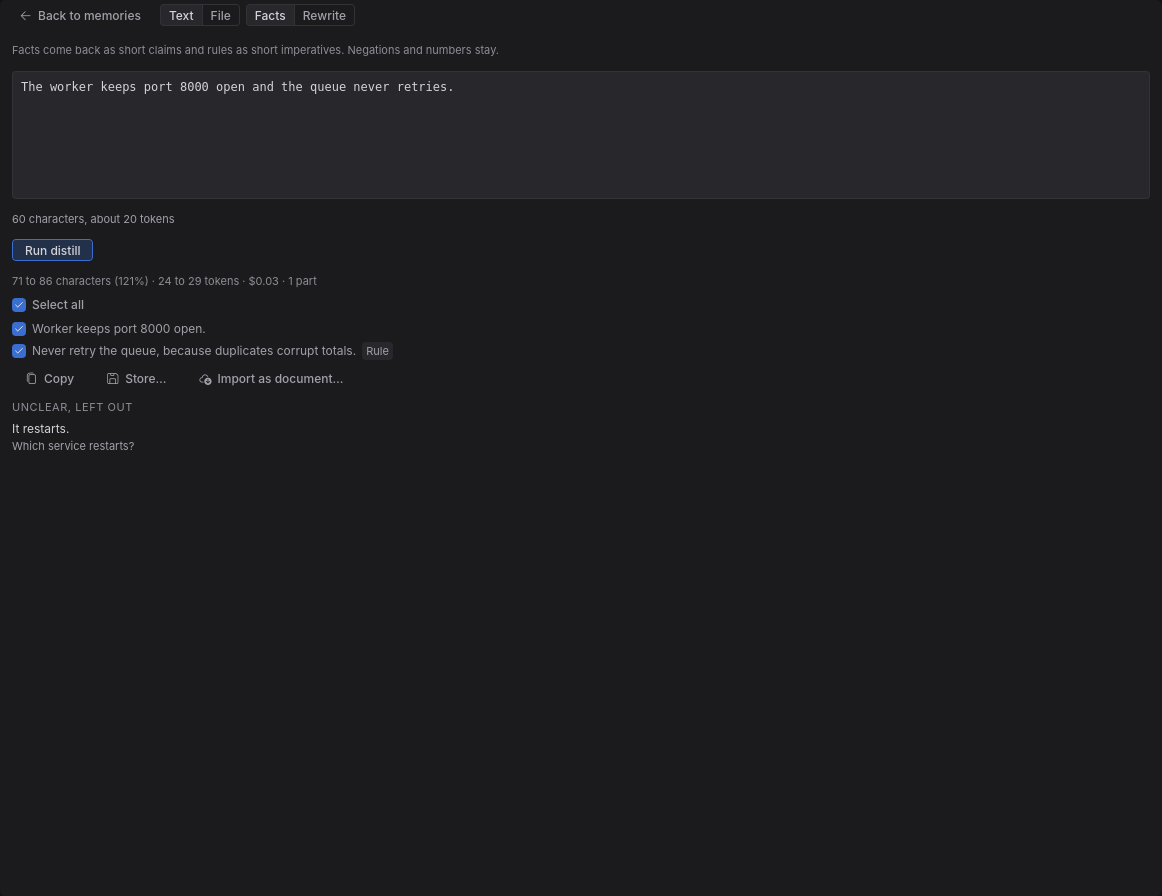 Back to memories Text File Facts Rewrite
Facts come back as short claims and rules as short imperatives. Negations and numbers stay.
The worker keeps port 8000 open and the queue never retries.
60 characters, about 20 tokens
Run distill
71 to 86 characters (121%) · 24 to 29 tokens · $0.03 · 1 part
Select all
Worker keeps port 8000 open.
Never retry the queue, because duplicates corrupt totals. Rule
Copy Store... Import as document...
UNCLEAR, LEFT OUT
It restarts.
Which service restarts?